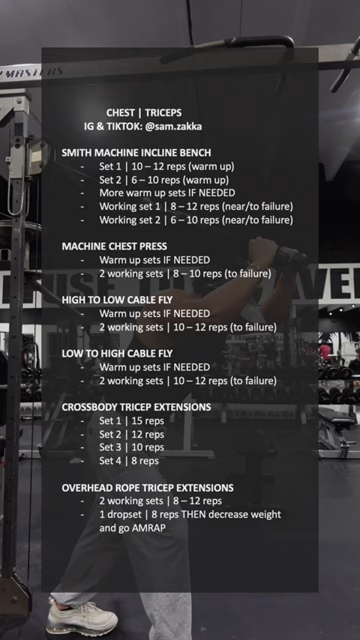 MASTERS
CHEST | TRICEPS
IG & TIKTOK: @sam.zakka
SMITH MACHINE INCLINE BENCH
- Set 1 | 10 – 12 reps (warm up)
- Set 2 | 6 – 10 reps (warm up)
- More warm up sets IF NEEDED
- Working set 1 | 8 – 12 reps (near/to failure)
- Working set 2 | 6 – 10 reps (near/to failure)
MACHINE CHEST PRESS
- Warm up sets IF NEEDED
- 2 working sets | 8 – 10 reps (to failure)
HIGH TO LOW CABLE FLY
- Warm up sets IF NEEDED
- 2 working sets | 10 – 12 reps (to failure)
LOW TO HIGH CABLE FLY
- Warm up sets IF NEEDED
- 2 working sets | 10 – 12 reps (to failure)
CROSSBODY TRICEP EXTENSIONS
- Set 1 | 15 reps
- Set 2 | 12 reps
- Set 3 | 10 reps
- Set 4 | 8 reps
OVERHEAD ROPE TRICEP EXTENSIONS
- 2 working sets | 8 – 12 reps
- 1 dropset | 8 reps THEN decrease weight
and go AMRAP